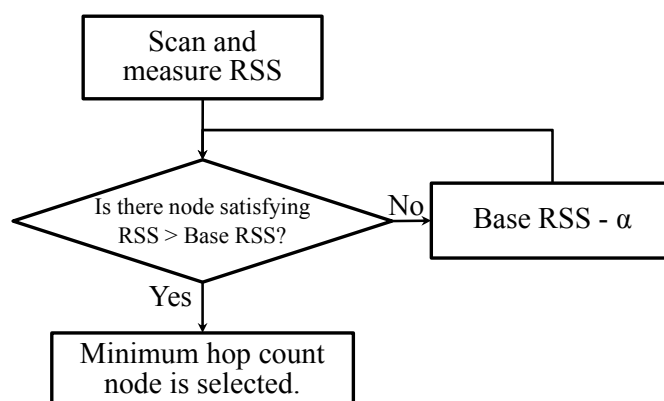 Scan and
measure RSS
Is there node satisfying
RSS > Base RSS?
No
Base RSS - α
Yes
Minimum hop count
node is selected.